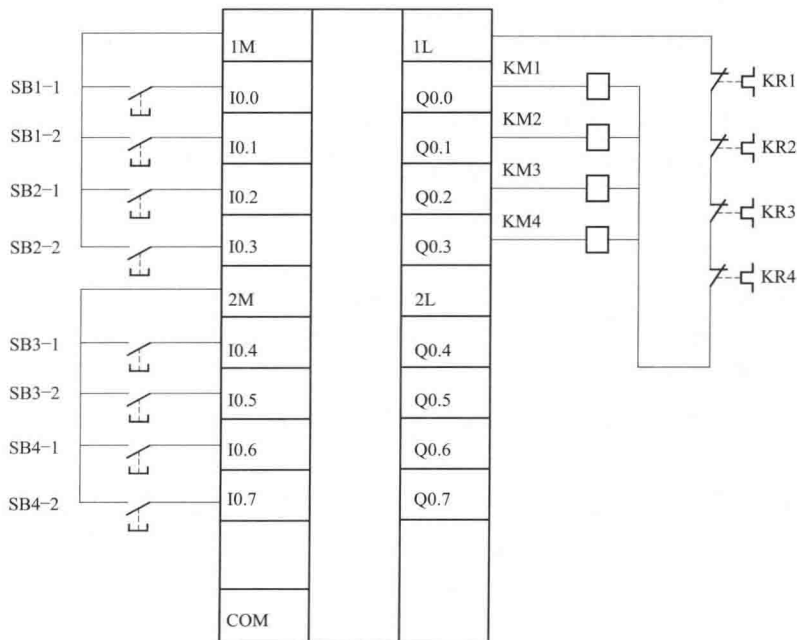 1M 1L
KM1
SB1-1 I0.0 Q0.0 KR1
KM2
SB1-2 I0.1 Q0.1 KR2
KM3
SB2-1 I0.2 Q0.2 KR3
KM4
SB2-2 I0.3 Q0.3 KR4
2M 2L
SB3-1 I0.4 Q0.4
SB3-2 I0.5 Q0.5
SB4-1 I0.6 Q0.6
SB4-2 I0.7 Q0.7
COM